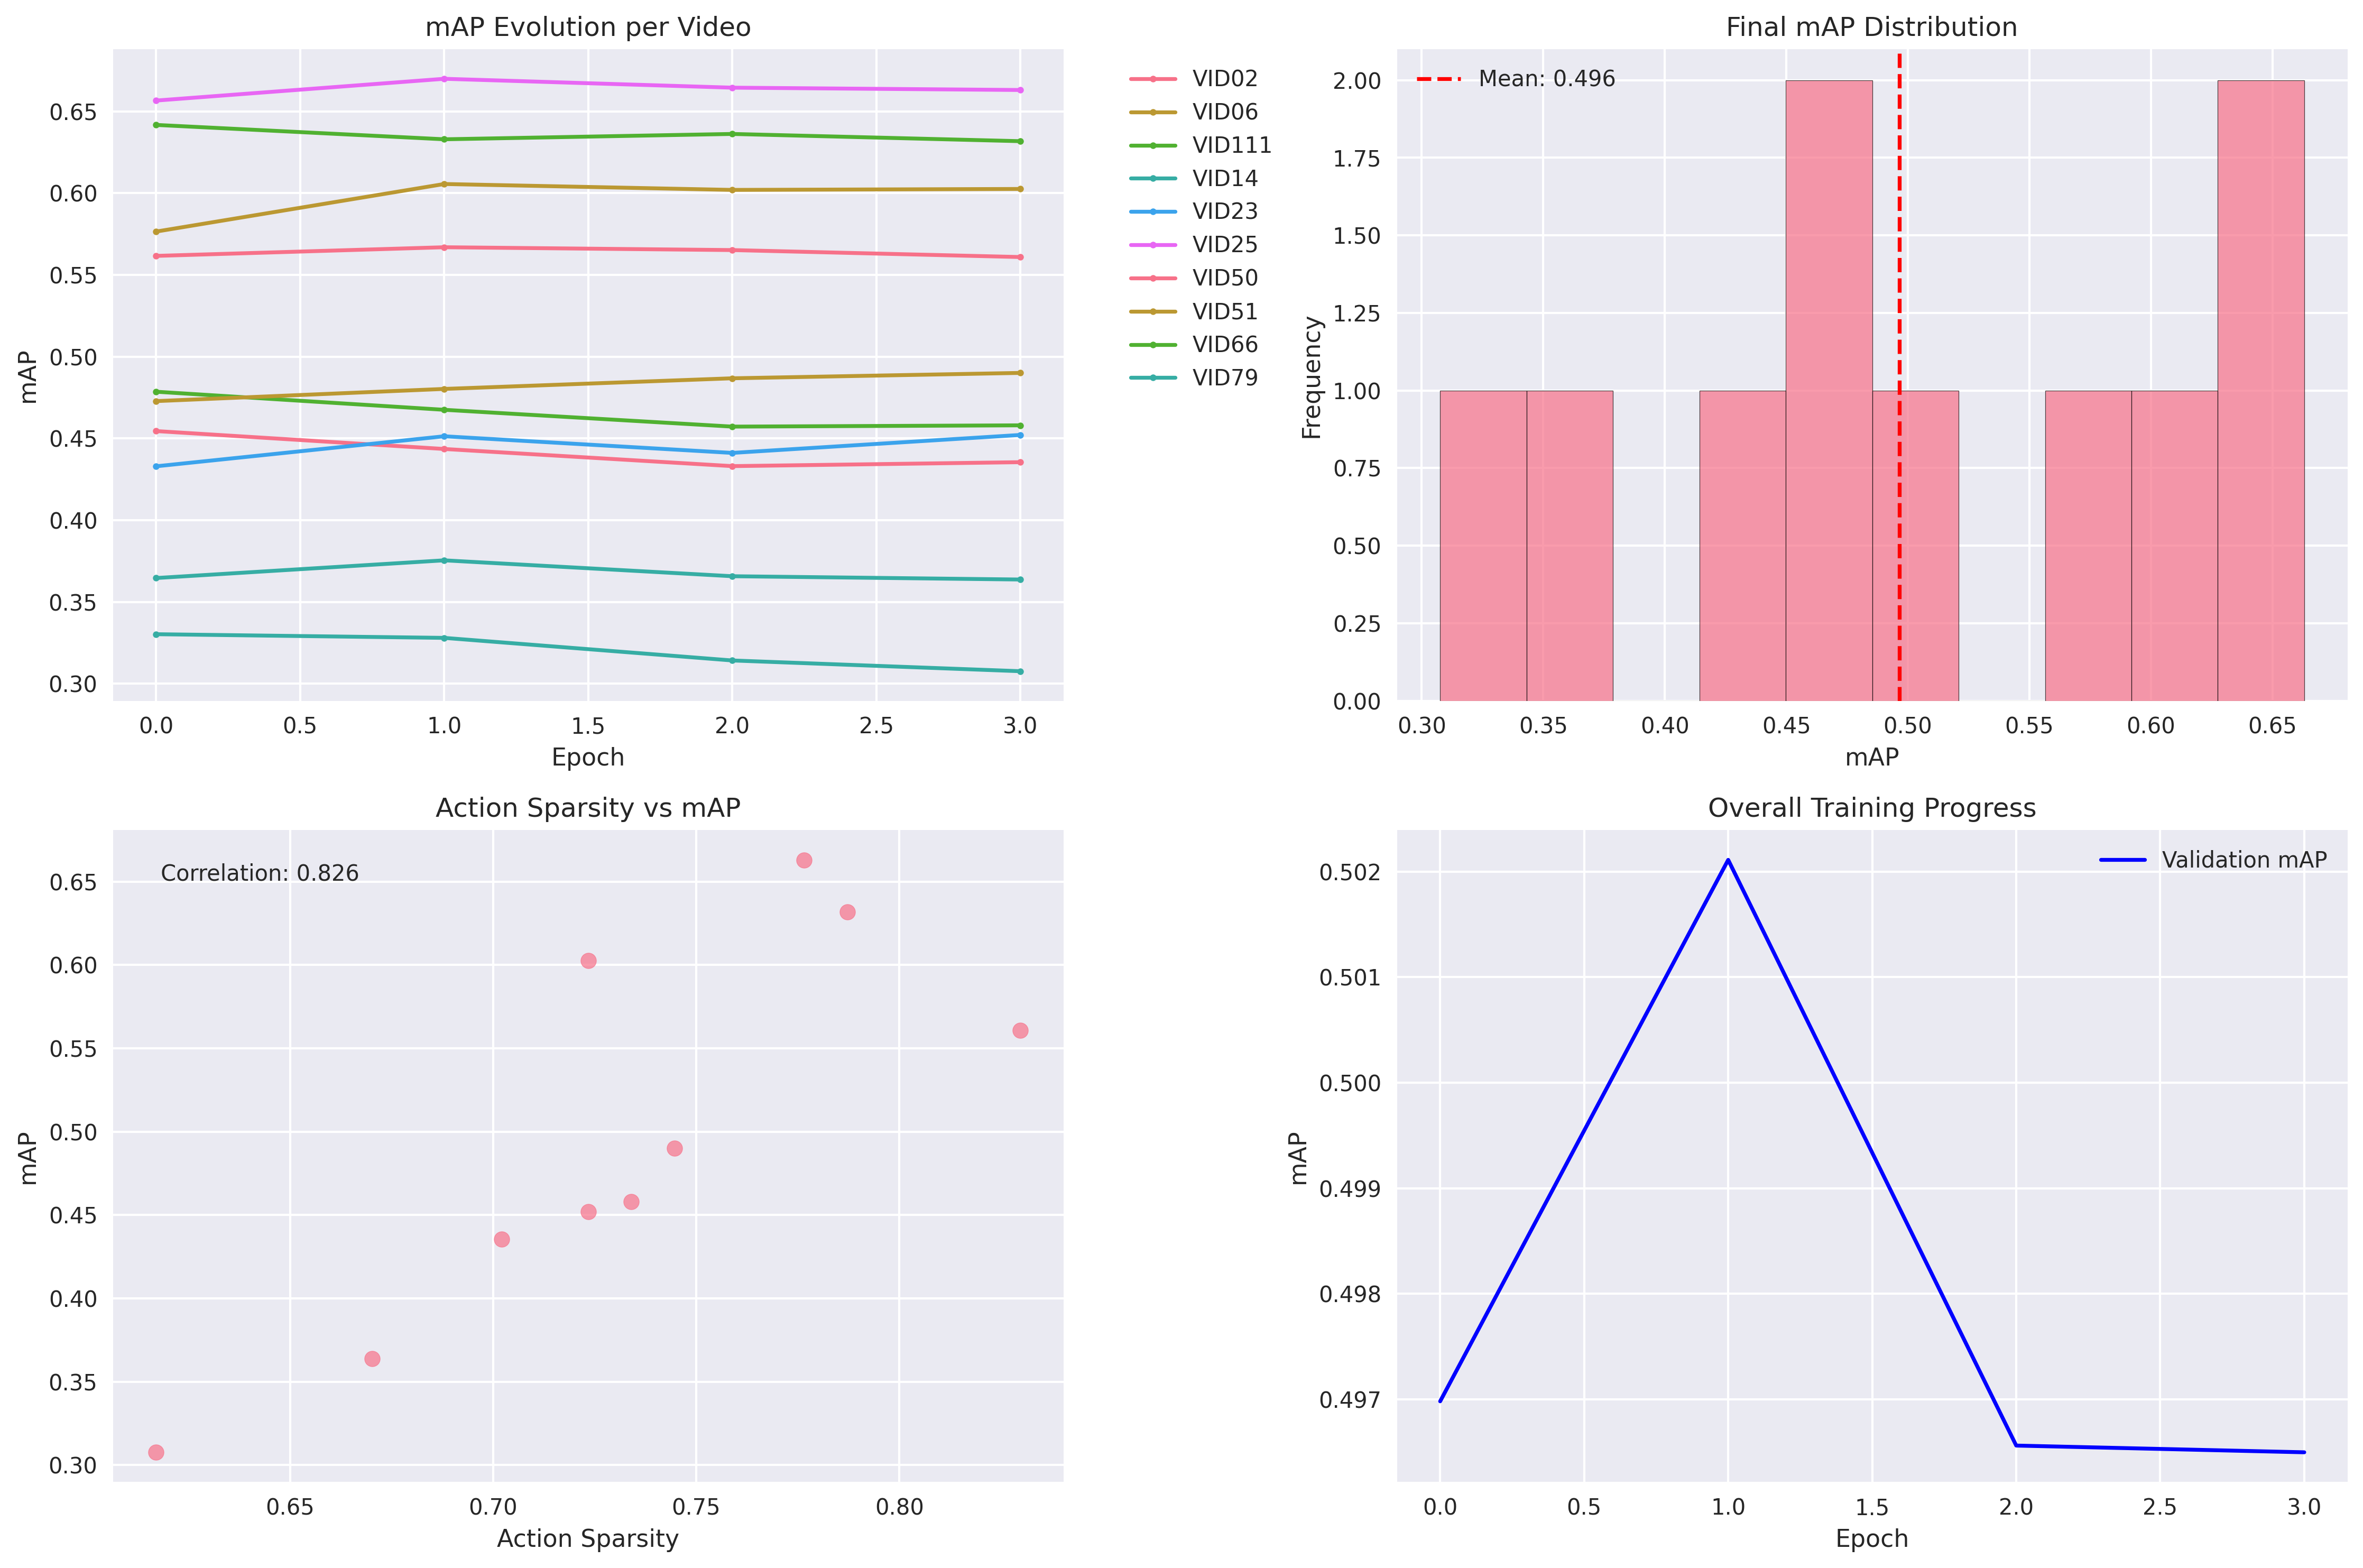 mAP Evolution per Video
mAP
0.65
0.60
0.55
0.50
0.45
0.40
0.35
0.30
0.0 0.5 1.0 1.5 2.0 2.5 3.0
Epoch
VID02
VID06
VID111
VID14
VID23
VID25
VID50
VID51
VID66
VID79
Final mAP Distribution
Mean: 0.496
Frequency
2.00
1.75
1.50
1.25
1.00
0.75
0.50
0.25
0.00
0.30 0.35 0.40 0.45 0.50 0.55 0.60 0.65
mAP
Action Sparsity vs mAP
Correlation: 0.826
mAP
0.65
0.60
0.55
0.50
0.45
0.40
0.35
0.30
0.65 0.70 0.75 0.80
Action Sparsity
Overall Training Progress
Validation mAP
mAP
0.502
0.501
0.500
0.499
0.498
0.497
0.0 0.5 1.0 1.5 2.0 2.5 3.0
Epoch